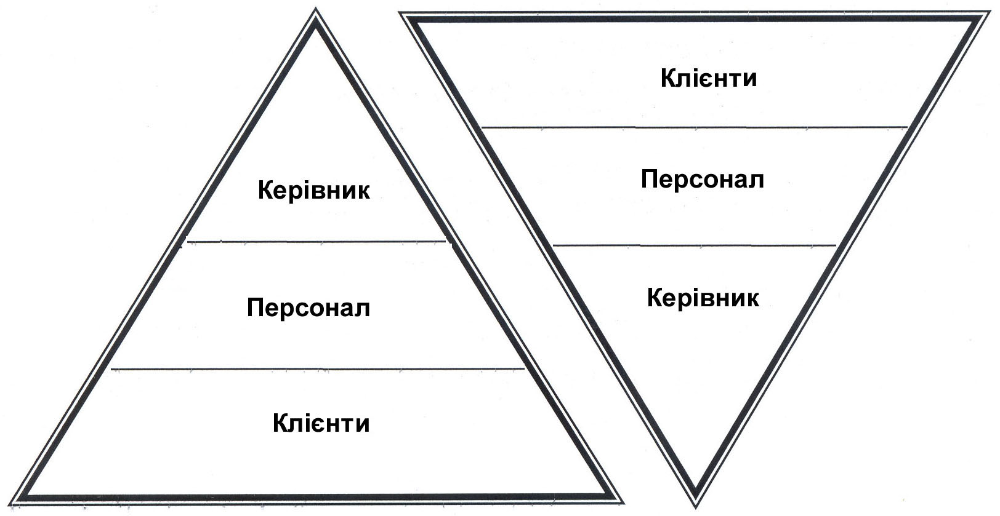 Керівник
Персонал
Клієнти
Клієнти
Персонал
Керівник